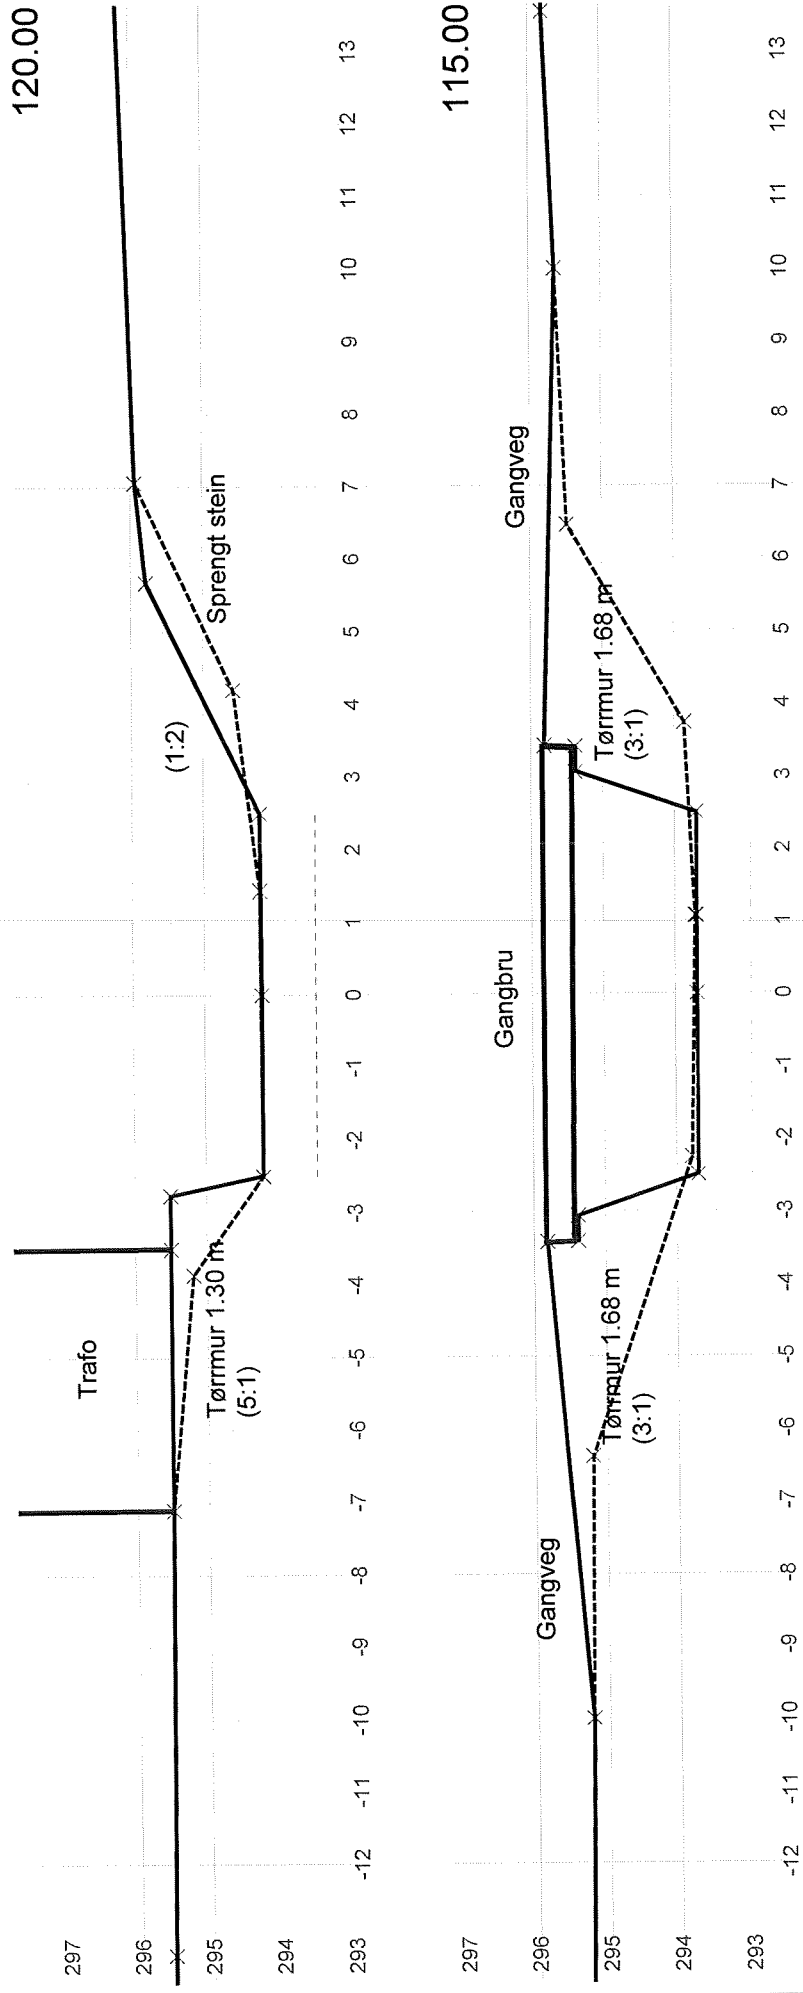 120.00
Trafo
Tørrmur 1.30 m
(5:1)
(1:2)
Sprengt stein
297
296
295
294
293
-12 -11 -10 -9 -8 -7 -6 -5 -4 -3 -2 -1 0 1 2 3 4 5 6 7 8 9 10 11 12 13
115.00
Gangveg
Gangbru
Gangveg
Tørrmur 1.68 m
(3:1)
Tørrmur 1.68 m
(3:1)
297
296
295
294
293
-12 -11 -10 -9 -8 -7 -6 -5 -4 -3 -2 -1 0 1 2 3 4 5 6 7 8 9 10 11 12 13